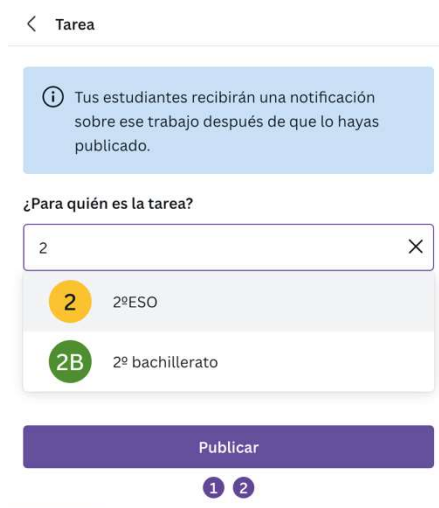 Tarea
Tus estudiantes recibirán una notificación
sobre ese trabajo después de que lo hayas
publicado.
¿Para quién es la tarea?
2
2 2ºESO
2B 2º bachillerato
Publicar
1 2